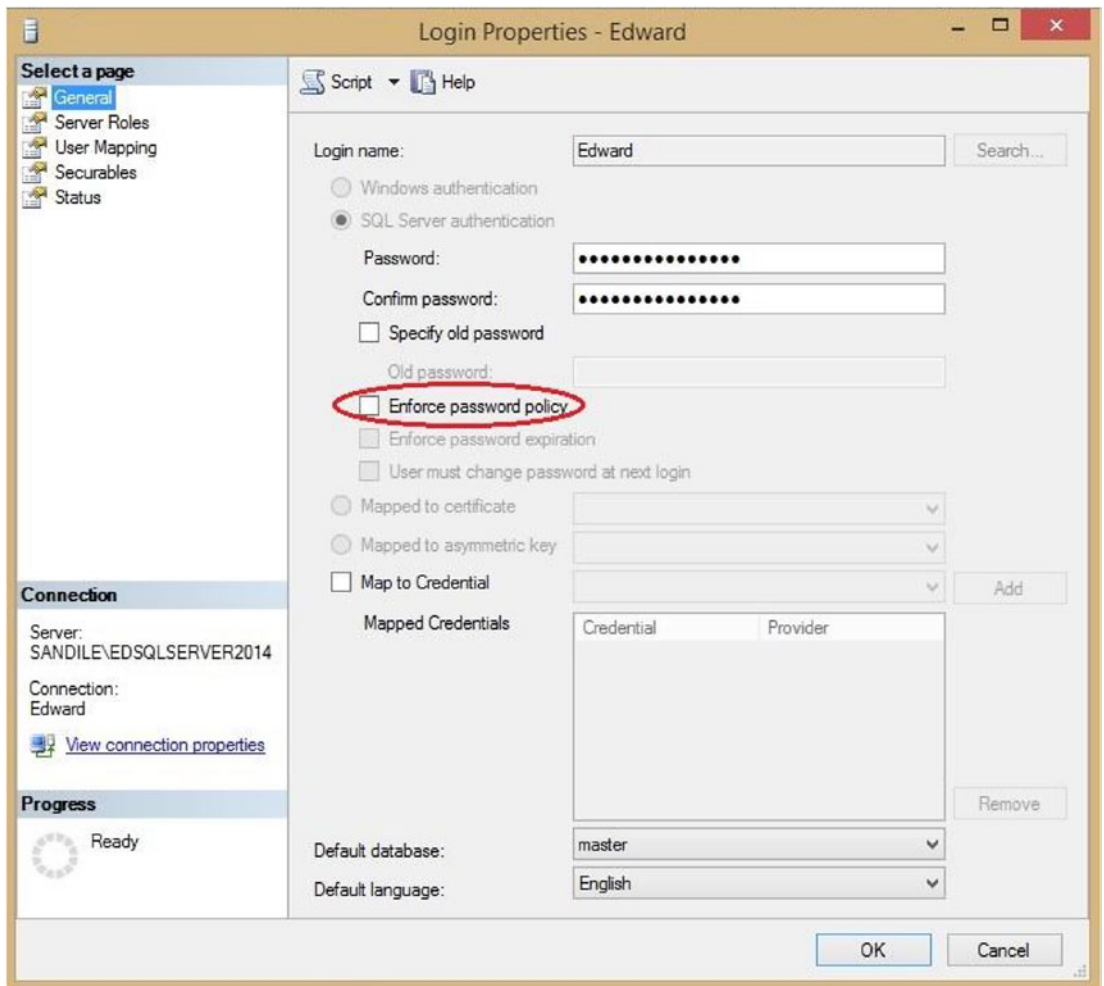 Login Properties - Edward
Select a page
General
Server Roles
User Mapping
Securables
Status
Script Help
Login name: Edward Search...
Windows authentication
SQL Server authentication
Password: ●●●●●●●●●●●●●●●
Confirm password: ●●●●●●●●●●●●●●●
Specify old password
Old password:
Enforce password policy
Enforce password expiration
User must change password at next login
Mapped to certificate
Mapped to asymmetric key
Map to Credential Add
Mapped Credentials Credential Provider
Remove
Default database: master
Default language: English
Connection
Server:
SANDILE\EDSQLSERVER2014
Connection:
Edward
View connection properties
Progress
Ready
OK Cancel